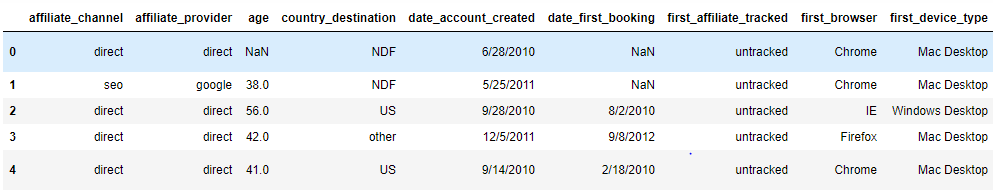 affiliate_channel affiliate_provider age country_destination date_account_created date_first_booking first_affiliate_tracked first_browser first_device_type
0 direct direct NaN NDF 6/28/2010 NaN untracked Chrome Mac Desktop
1 seo google 38.0 NDF 5/25/2011 NaN untracked Chrome Mac Desktop
2 direct direct 56.0 US 9/28/2010 8/2/2010 untracked IE Windows Desktop
3 direct direct 42.0 other 12/5/2011 9/8/2012 untracked Firefox Mac Desktop
4 direct direct 41.0 US 9/14/2010 2/18/2010 untracked Chrome Mac Desktop